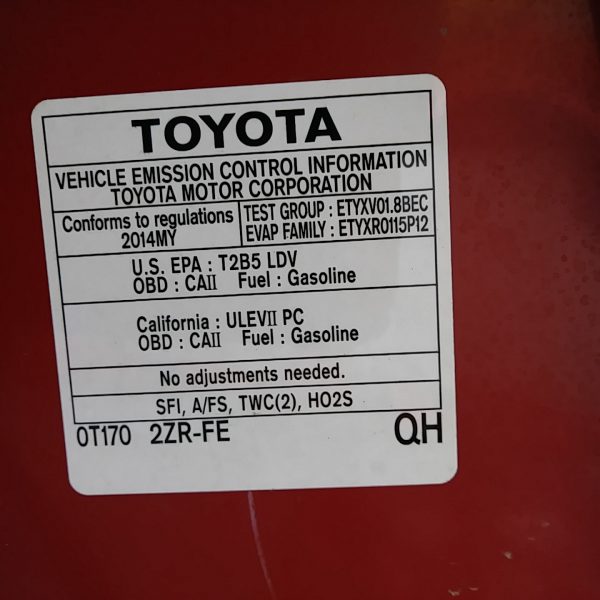 TOYOTA
VEHICLE EMISSION CONTROL INFORMATION
TOYOTA MOTOR CORPORATION
Conforms to regulations
2014MY
TEST GROUP : ETYXV01.8BEC
EVAP FAMILY : ETYXR0115P12
U.S. EPA : T2B5 LDV
OBD : CAII Fuel : Gasoline
California : ULEVII PC
OBD : CAII Fuel : Gasoline
No adjustments needed.
SFI, A/FS, TWC(2), HO2S
0T170 2ZR-FE QH